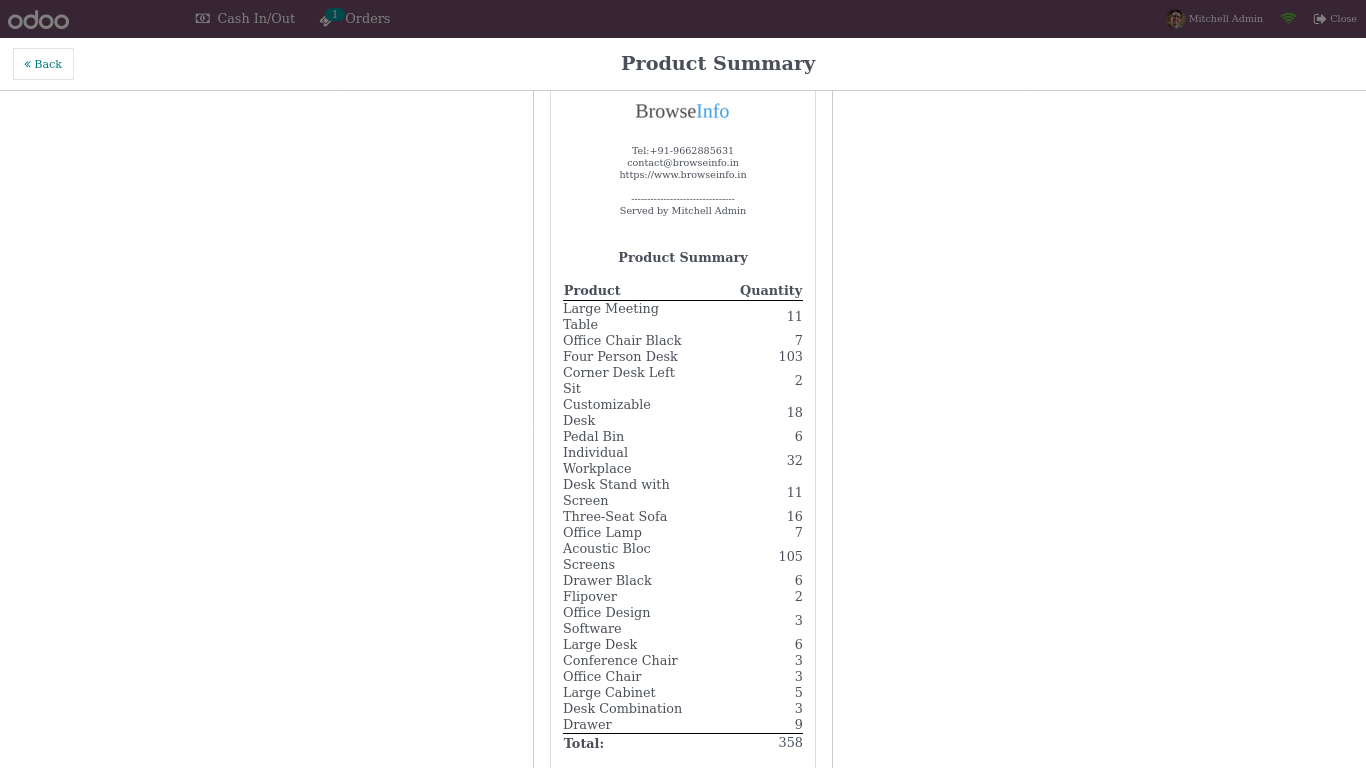 odoo Cash In/Out 1 Orders Mitchell Admin Close
« Back Product Summary
BrowseInfo
Tel:+91-9662885631
contact@browseinfo.in
https://www.browseinfo.in
--------------------------------
Served by Mitchell Admin
Product Summary
Product Quantity
Large Meeting
Table 11
Office Chair Black 7
Four Person Desk 103
Corner Desk Left
Sit 2
Customizable
Desk 18
Pedal Bin 6
Individual
Workplace 32
Desk Stand with
Screen 11
Three-Seat Sofa 16
Office Lamp 7
Acoustic Bloc
Screens 105
Drawer Black 6
Flipover 2
Office Design
Software 3
Large Desk 6
Conference Chair 3
Office Chair 3
Large Cabinet 5
Desk Combination 3
Drawer 9
Total: 358